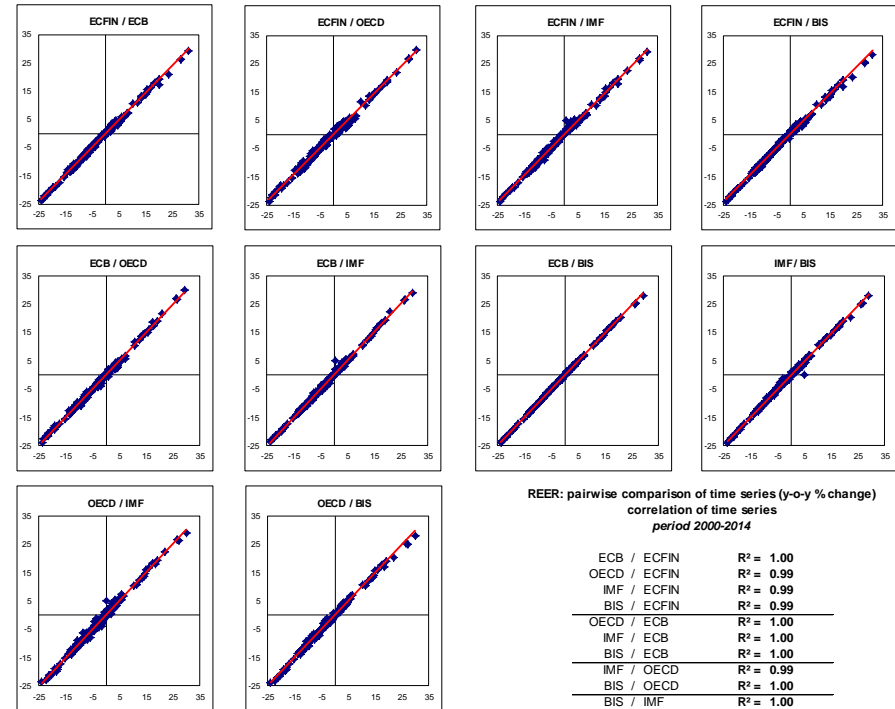 ECFIN / ECB
35
25
15
5
-5
-15
-25
-25 -15 -5 5 15 25 35
ECFIN / OECD
35
25
15
5
-5
-15
-25
-25 -15 -5 5 15 25 35
ECFIN / IMF
35
25
15
5
-5
-15
-25
-25 -15 -5 5 15 25 35
ECFIN / BIS
35
25
15
5
-5
-15
-25
-25 -15 -5 5 15 25 35
ECB / OECD
35
25
15
5
-5
-15
-25
-25 -15 -5 5 15 25 35
ECB / IMF
35
25
15
5
-5
-15
-25
-25 -15 -5 5 15 25 35
ECB / BIS
35
25
15
5
-5
-15
-25
-25 -15 -5 5 15 25 35
IMF / BIS
35
25
15
5
-5
-15
-25
-25 -15 -5 5 15 25 35
OECD / IMF
35
25
15
5
-5
-15
-25
-25 -15 -5 5 15 25 35
OECD / BIS
35
25
15
5
-5
-15
-25
-25 -15 -5 5 15 25 35
REER: pairwise comparison of time series (y-o-y % change)
correlation of time series
period 2000-2014
ECB / ECFIN R² = 1.00
OECD / ECFIN R² = 0.99
IMF / ECFIN R² = 0.99
BIS / ECFIN R² = 0.99
OECD / ECB R² = 1.00
IMF / ECB R² = 1.00
BIS / ECB R² = 1.00
IMF / OECD R² = 0.99
BIS / OECD R² = 1.00
BIS / IMF R² = 1.00